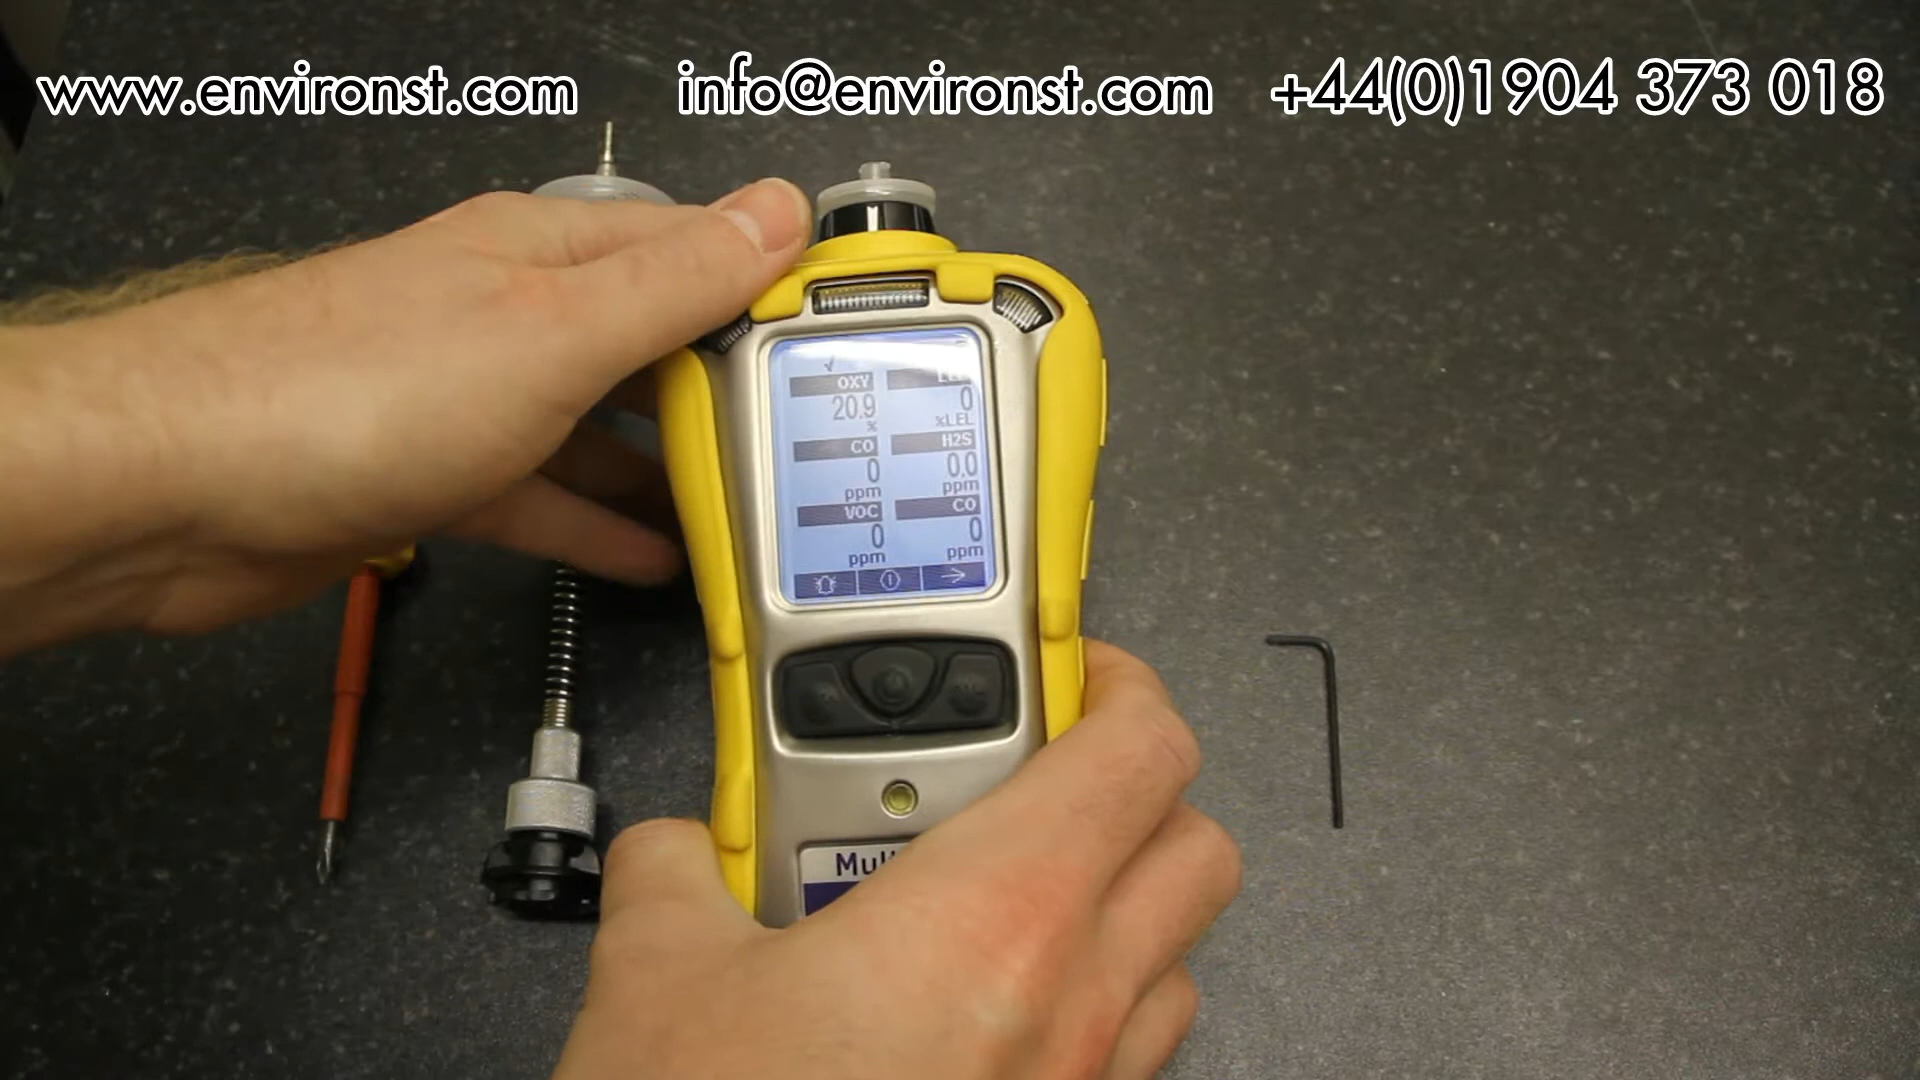 www.environst.com info@environst.com +44(0)1904 373 018
OXY
20.9 0
% %LEL
CO H2S
0 0.0
ppm ppm
VOC CO
0 0
ppm ppm